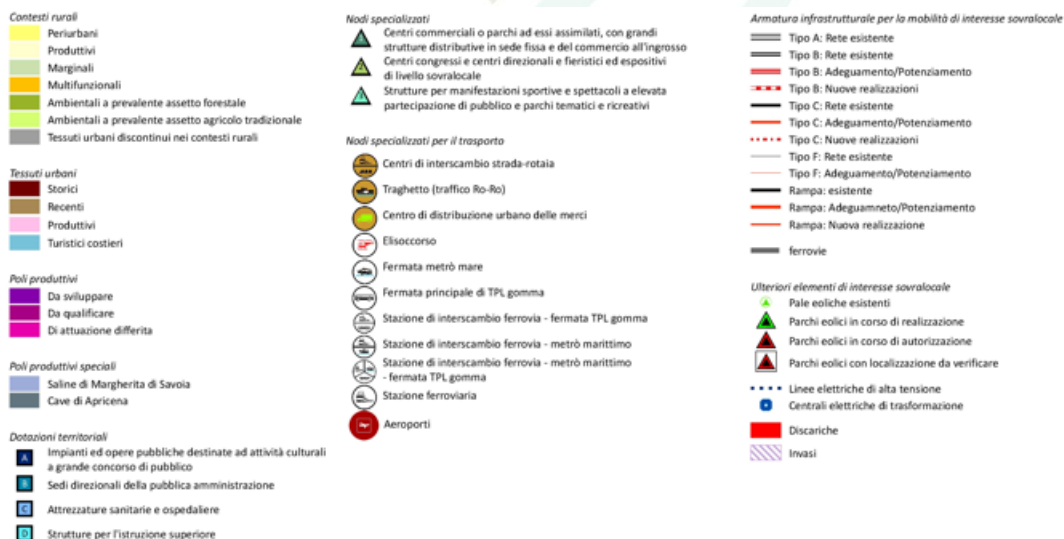 Contesti rurali
Periurbani
Produttivi
Marginali
Multifunzionali
Ambientali a prevalente assetto forestale
Ambientali a prevalente assetto agricolo tradizionale
Tessuti urbani discontinui nei contesti rurali
Tessuti urbani
Storici
Recenti
Produttivi
Turistici costieri
Poli produttivi
Da sviluppare
Da qualificare
Di attuazione differita
Poli produttivi speciali
Saline di Margherita di Savoia
Cave di Apricena
Dotazioni territoriali
A Impianti ed opere pubbliche destinate ad attività culturali
a grande concorso di pubblico
B Sedi direzionali della pubblica amministrazione
C Attrezzature sanitarie e ospedaliere
D Strutture per l'istruzione superiore
Nodi specializzati
1 Centri commerciali o parchi ad essi assimilati, con grandi
strutture distributive in sede fissa e del commercio all'ingrosso
2 Centri congressi e centri direzionali e fieristici ed espositivi
di livello sovralocale
3 Strutture per manifestazioni sportive e spettacoli a elevata
partecipazione di pubblico e parchi tematici e ricreativi
Nodi specializzati per il trasporto
Centri di interscambio strada-rotaia
Traghetto (traffico Ro-Ro)
Centro di distribuzione urbano delle merci
Elisoccorso
Fermata metrò mare
Fermata principale di TPL gomma
Stazione di interscambio ferrovia - fermata TPL gomma
Stazione di interscambio ferrovia - metrò marittimo
Stazione di interscambio ferrovia - metrò marittimo
- fermata TPL gomma
Stazione ferroviaria
Aeroporti
Armatura infrastrutturale per la mobilità di interesse sovralocale
Tipo A: Rete esistente
Tipo B: Rete esistente
Tipo B: Adeguamento/Potenziamento
Tipo B: Nuove realizzazioni
Tipo C: Rete esistente
Tipo C: Adeguamento/Potenziamento
Tipo C: Nuove realizzazioni
Tipo F: Rete esistente
Tipo F: Adeguamento/Potenziamento
Rampa: esistente
Rampa: Adeguamneto/Potenziamento
Rampa: Nuova realizzazione
ferrovie
Ulteriori elementi di interesse sovralocale
Pale eoliche esistenti
Parchi eolici in corso di realizzazione
Parchi eolici in corso di autorizzazione
Parchi eolici con localizzazione da verificare
Linee elettriche di alta tensione
Centrali elettriche di trasformazione
Discariche
Invasi